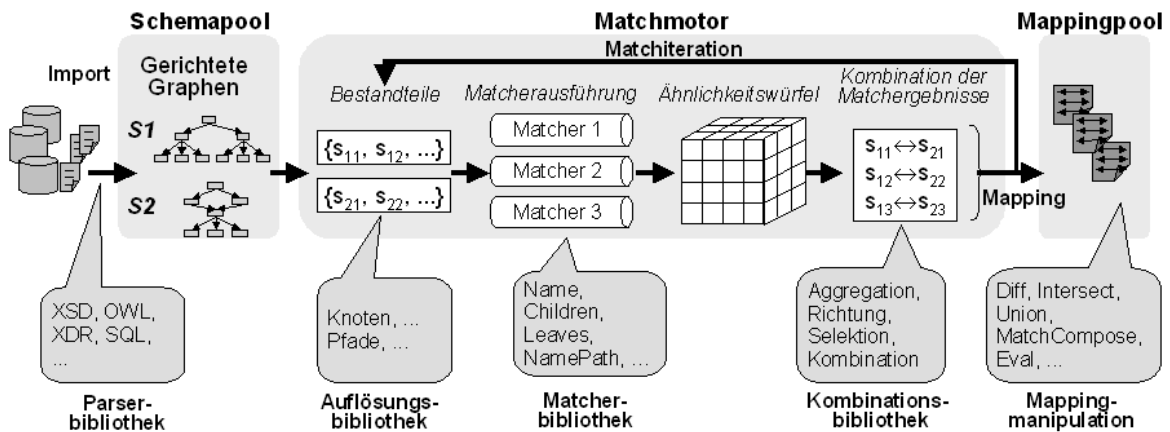 Schemapool
Matchmotor
Mappingpool
Import
Gerichtete
Graphen
S1
S2
Matchiteration
Bestandteile
Matcherausführung
Ähnlichkeitswürfel
Kombination der
Matchergebnisse
{s11, s12, ...}
{s21, s22, ...}
Matcher 1
Matcher 2
Matcher 3
s11↔s21
s12↔s22
s13↔s23
Mapping
XSD, OWL,
XDR, SQL,
...
Knoten, ...
Pfade, ...
Name,
Children,
Leaves,
NamePath, ...
Aggregation,
Richtung,
Selektion,
Kombination
Diff, Intersect,
Union,
MatchCompose,
Eval, ...
Parser-
bibliothek
Auflösungs-
bibliothek
Matcher-
bibliothek
Kombinations-
bibliothek
Mapping-
manipulation